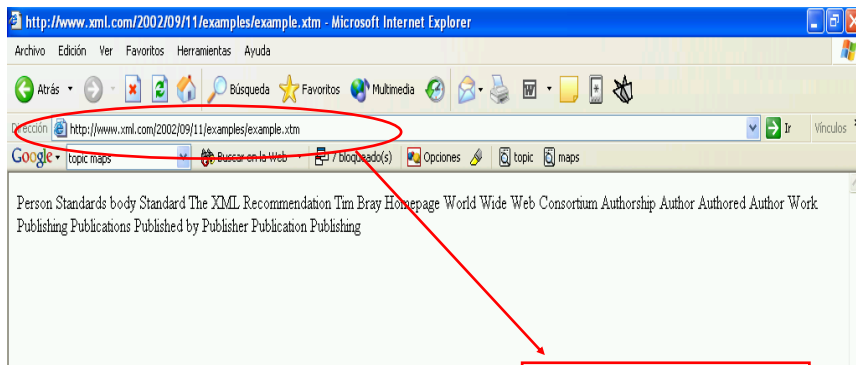 http://www.xml.com/2002/09/11/examples/example.xtm - Microsoft Internet Explorer
Archivo Edición Ver Favoritos Herramientas Ayuda
Atrás Búsqueda Favoritos Multimedia
Dirección http://www.xml.com/2002/09/11/examples/example.xtm Ir Vínculos
Google topic maps Buscar en la Web 7 bloqueado(s) Opciones topic maps
Person Standards body Standard The XML Recommendation Tim Bray Homepage World Wide Web Consortium Authorship Author Authored Author Work
Publishing Publications Published by Publisher Publication Publishing